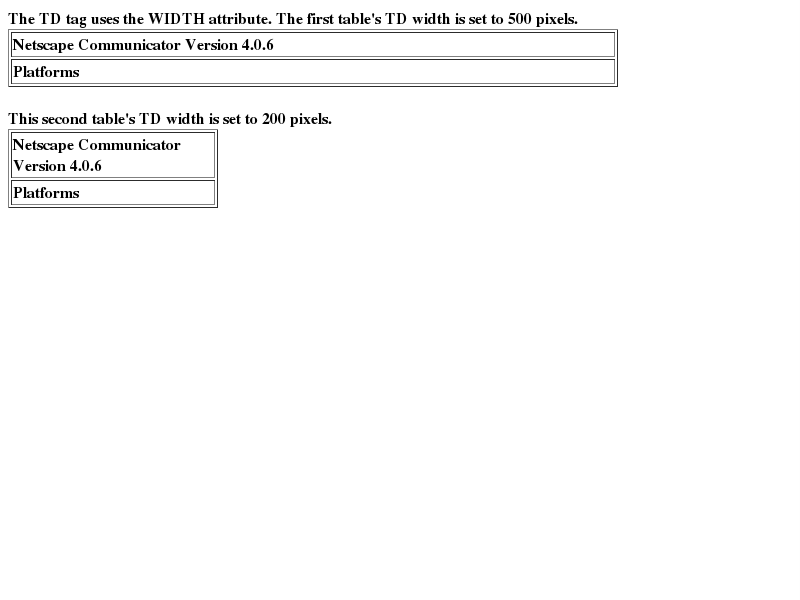 The TD tag uses the WIDTH attribute. The first table's TD width is set to 500 pixels.
Netscape Communicator Version 4.0.6
Platforms
This second table's TD width is set to 200 pixels.
Netscape Communicator
Version 4.0.6
Platforms